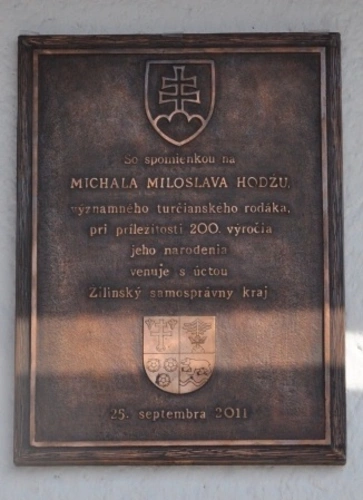 So spomienkou na
MICHALA MILOSLAVA HODŽU,
významného turčianskeho rodáka,
pri príležitosti 200. výročia
jeho narodenia
venuje s úctou
Žilinský samosprávny kraj
25. septembra 2011